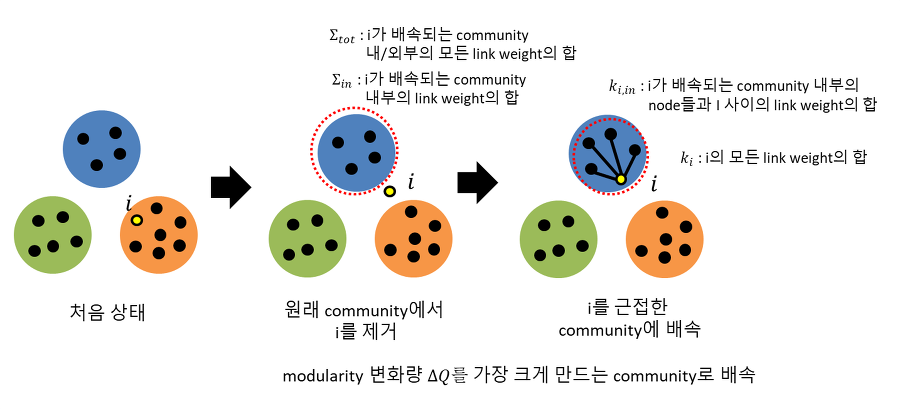 Σ_tot : i가 배속되는 community
내/외부의 모든 link weight의 합
Σ_in : i가 배속되는 community
내부의 link weight의 합
k_i,in : i가 배속되는 community 내부의
node들과 I 사이의 link weight의 합
k_i : i의 모든 link weight의 합
i
i
i
처음 상태
원래 community에서
i를 제거
i를 근접한
community에 배속
modularity 변화량 ΔQ를 가장 크게 만드는 community로 배속